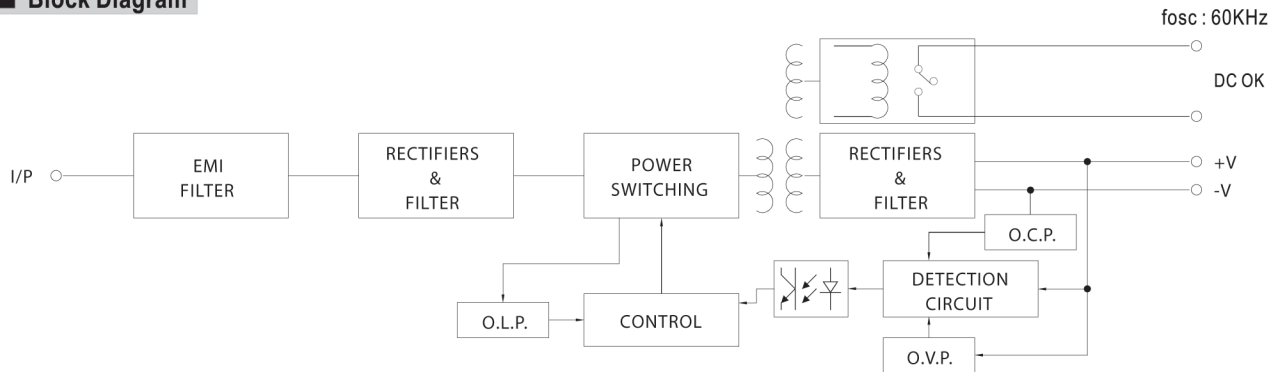 ■ Block Diagram
fosc : 60KHz
DC OK
I/P
EMI
FILTER
RECTIFIERS
&
FILTER
POWER
SWITCHING
RECTIFIERS
&
FILTER
+V
-V
O.C.P.
DETECTION
CIRCUIT
O.L.P.
CONTROL
O.V.P.